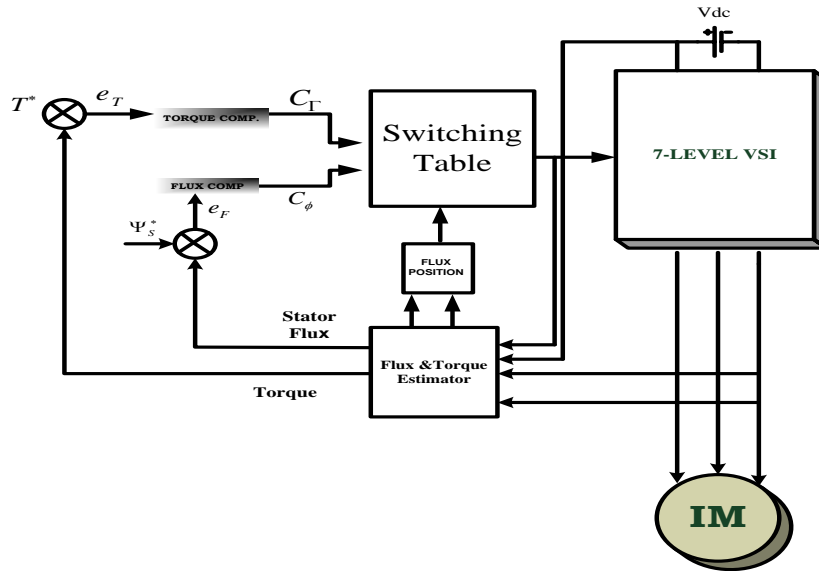 Vdc
T*
e_T
TORQUE COMP.
C_Γ
Switching
Table
7-LEVEL VSI
FLUX COMP
C_ϕ
e_F
Ψ_S^*
FLUX
POSITION
Stator
Flux
Flux &Torque
Estimator
Torque
IM